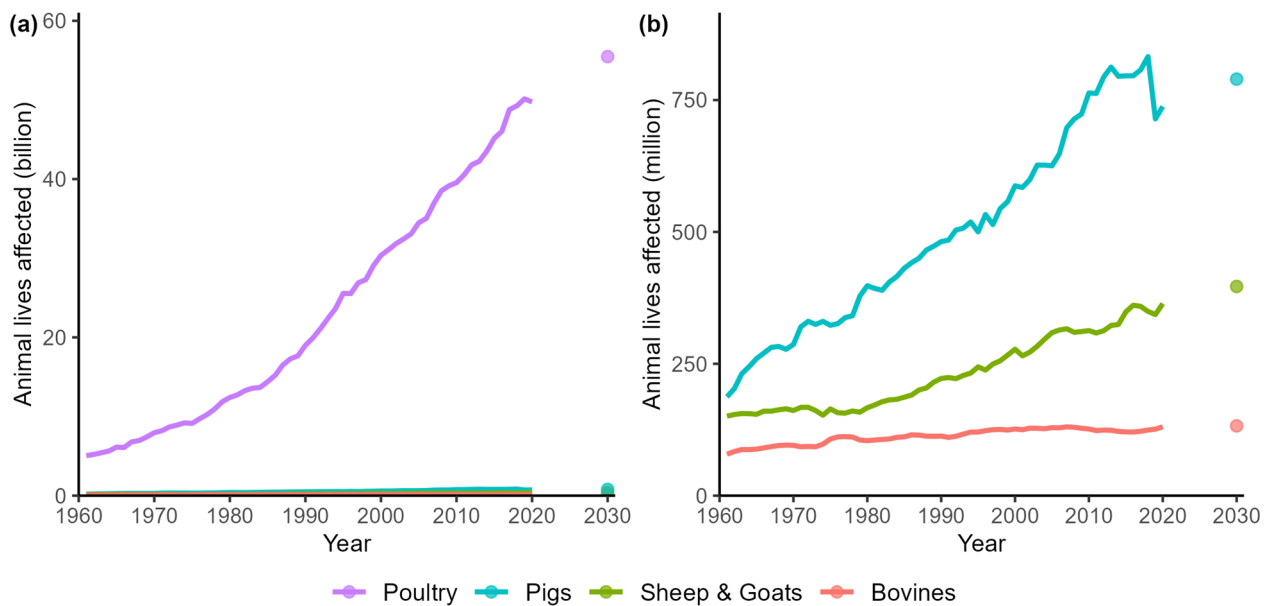 (a)
Animal lives affected (billion)
60
40
20
0
1960 1970 1980 1990 2000 2010 2020 2030
Year
(b)
Animal lives affected (million)
750
500
250
0
1960 1970 1980 1990 2000 2010 2020 2030
Year
Poultry Pigs Sheep & Goats Bovines